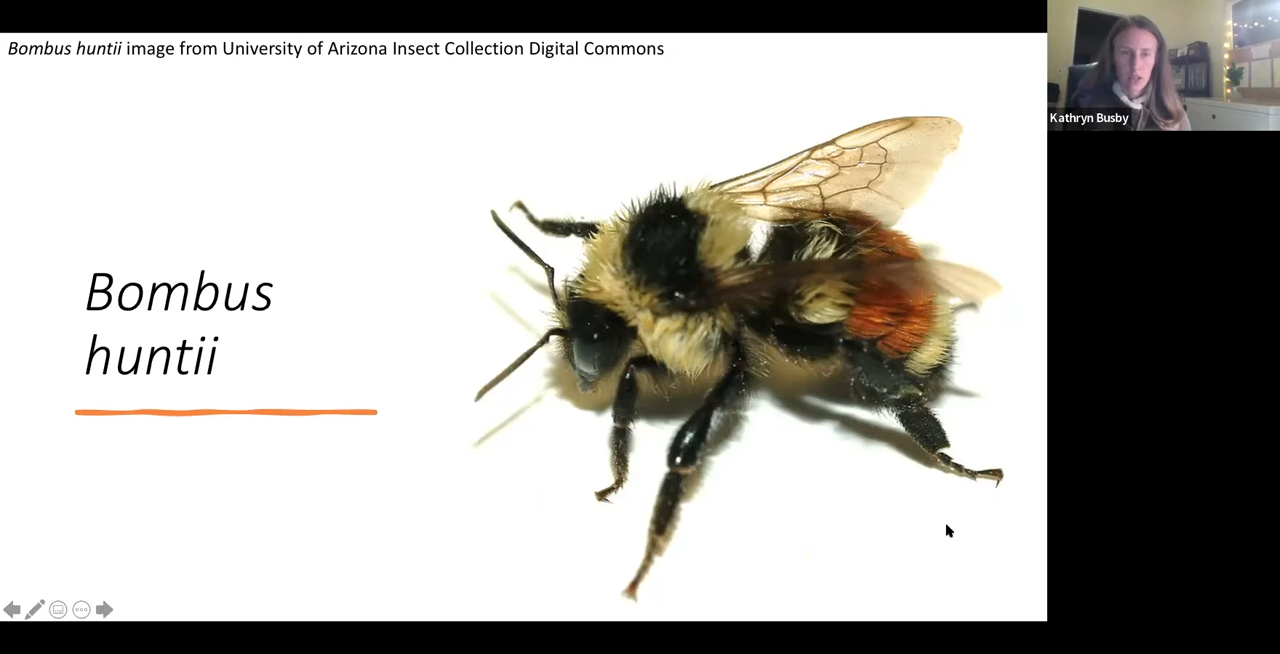 Bombus huntii image from University of Arizona Insect Collection Digital Commons
Kathryn Busby
Bombus
huntii